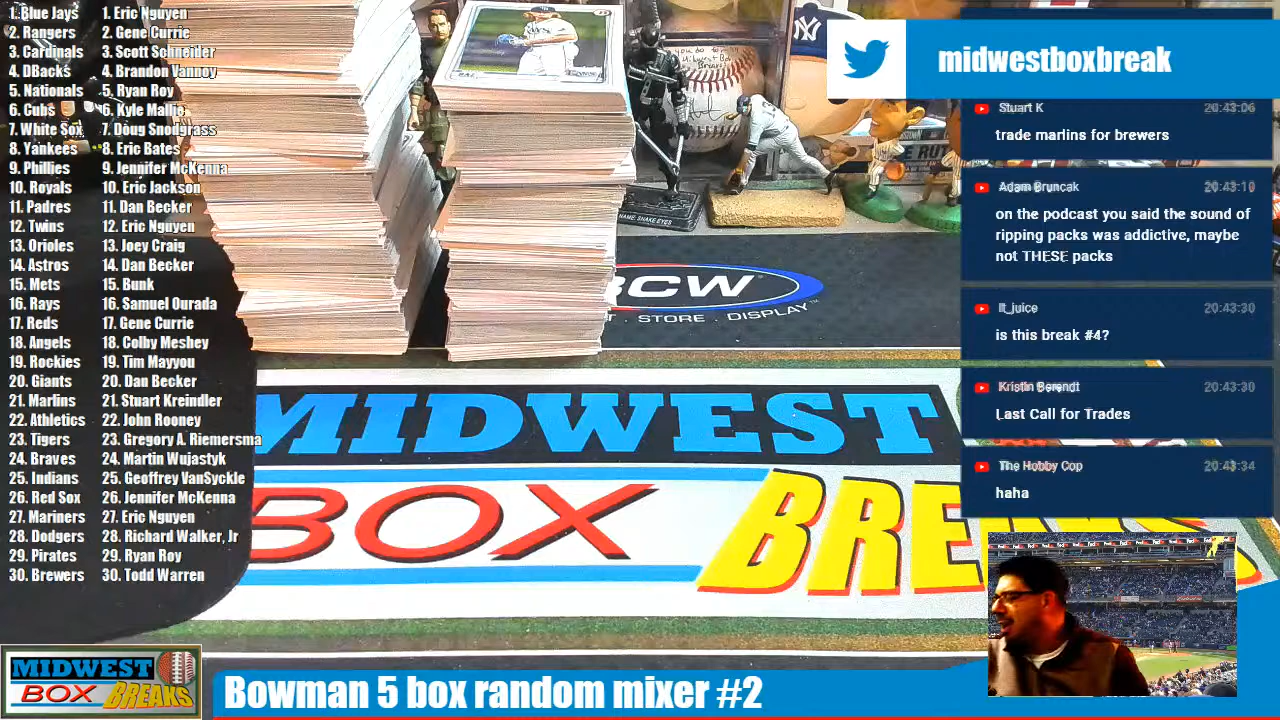 1. Blue Jays 1. Eric Nguyen
2. Rangers 2. Gene Currie
3. Cardinals 3. Scott Schneider
4. DBacks 4. Brandon Vannoy
5. Nationals 5. Ryan Roy
6. Cubs 6. Kyle Mallie
7. White Sox 7. Doug Snodgrass
8. Yankees 8. Eric Bates
9. Phillies 9. Jennifer McKenna
10. Royals 10. Eric Jackson
11. Padres 11. Dan Becker
12. Twins 12. Eric Nguyen
13. Orioles 13. Joey Craig
14. Astros 14. Dan Becker
15. Mets 15. Bunk
16. Rays 16. Samuel Ourada
17. Reds 17. Gene Currie
18. Angels 18. Colby Meshey
19. Rockies 19. Tim Mayyou
20. Giants 20. Dan Becker
21. Marlins 21. Stuart Kreindler
22. Athletics 22. John Rooney
23. Tigers 23. Gregory A. Riemersma
24. Braves 24. Martin Wujastyk
25. Indians 25. Geoffrey VanSyckle
26. Red Sox 26. Jennifer McKenna
27. Mariners 27. Eric Nguyen
28. Dodgers 28. Richard Walker, Jr
29. Pirates 29. Ryan Roy
30. Brewers 30. Todd Warren
SNAKE EYES
BCW
STORE . DISPLAY
MIDWEST
BOX BREAKS
midwestboxbreak
Stuart K 20:43:06
trade marlins for brewers
Adam Bruncak 20:43:10
on the podcast you said the sound of
ripping packs was addictive, maybe
not THESE packs
lt_juice 20:43:30
is this break #4?
Kristin Berendt 20:43:30
Last Call for Trades
The Hobby Cop 20:43:34
haha
MIDWEST
BOX BREAKS
Bowman 5 box random mixer #2